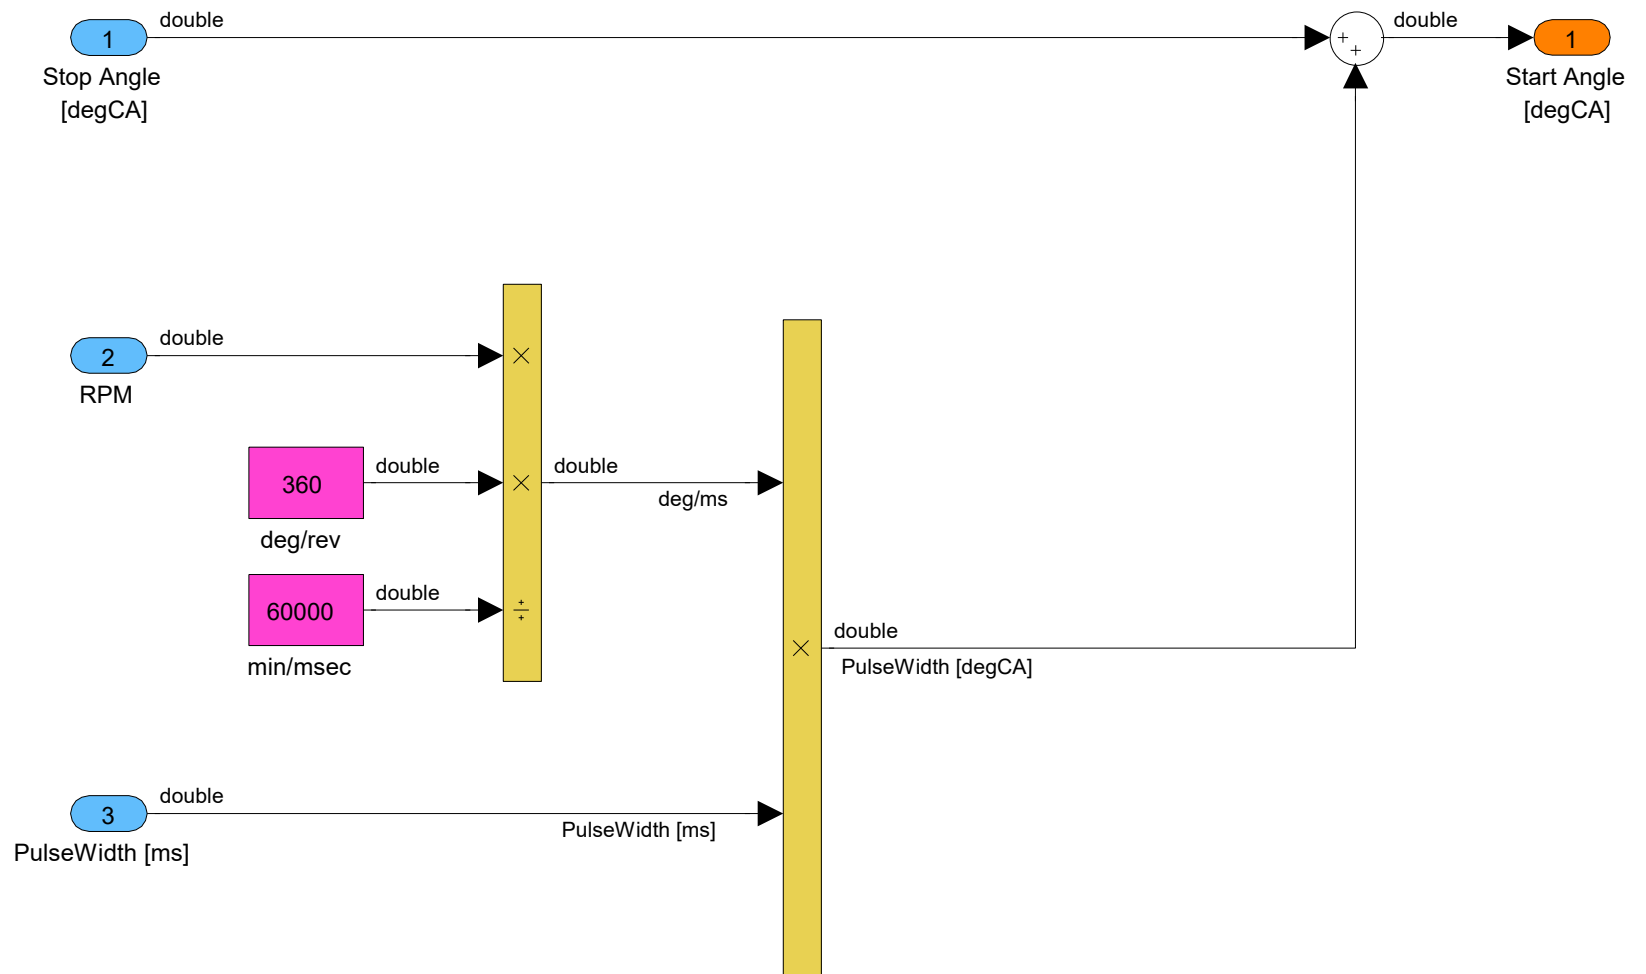 double
1
Stop Angle
[degCA]
+
+
double
1
Start Angle
[degCA]
double
2
RPM
×
360
double
deg/rev
×
double
deg/ms
60000
double
min/msec
÷
×
double
PulseWidth [degCA]
double
3
PulseWidth [ms]
PulseWidth [ms]